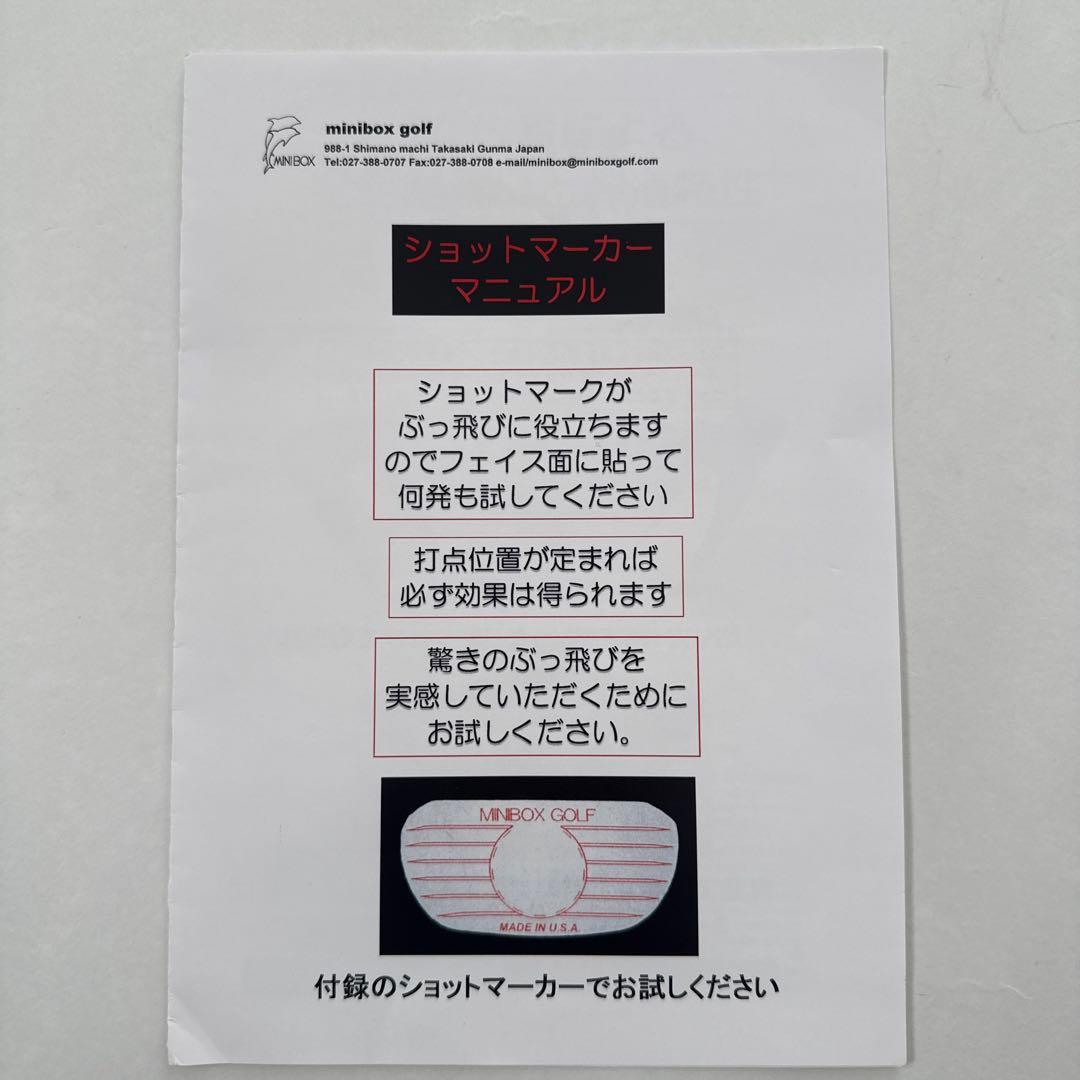 minibox golf
988-1 Shimano machi Takasaki Gunma Japan
MINIBOX
Tel:027-388-0707 Fax:027-388-0708 e-mail/minibox@miniboxgolf.com
ショットマーカー
マニュアル
ショットマークが
ぶっ飛びに役立ちます
のでフェイス面に貼って
何発も試してください
打点位置が定まれば
必ず効果は得られます
驚きのぶっ飛びを
実感していただくために
お試しください。
MINIBOX GOLF
MADE IN U.S.A.
付録のショットマーカーでお試しください